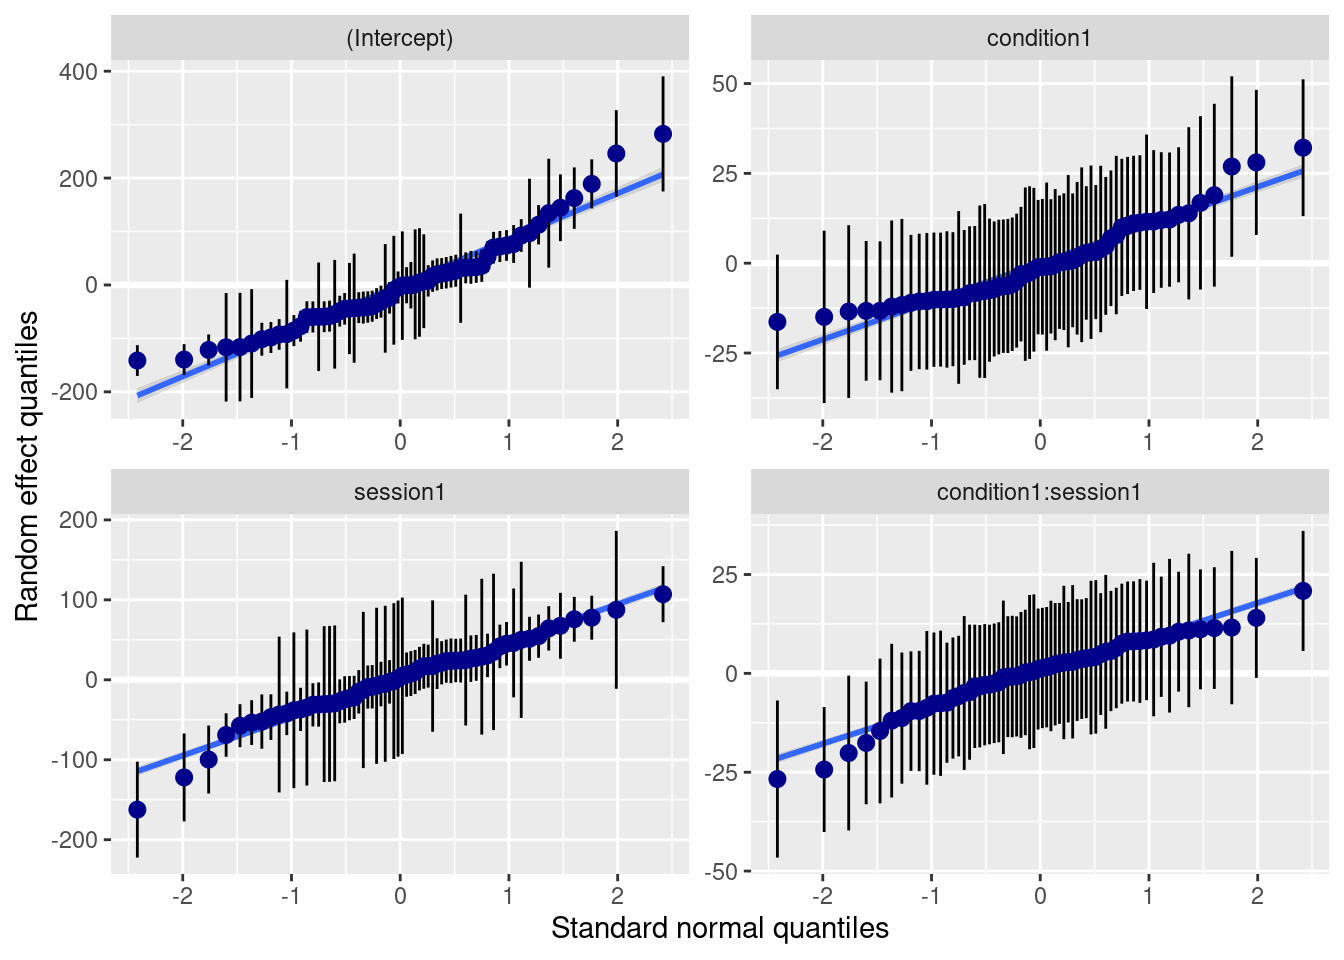 (Intercept)
condition1
400
200
0
-200
50
25
0
-25
-2 -1 0 1 2
-2 -1 0 1 2
Random effect quantiles
session1
condition1:session1
200
100
0
-100
-200
25
0
-25
-50
-2 -1 0 1 2
-2 -1 0 1 2
Standard normal quantiles